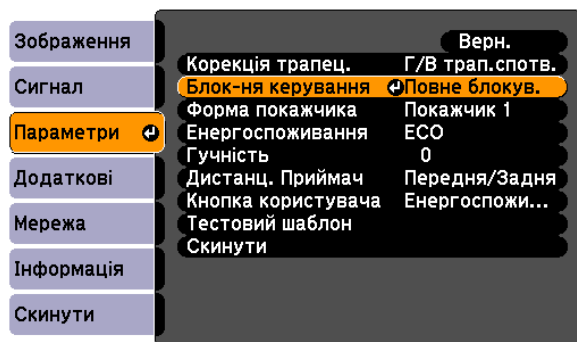 Зображення
Сигнал
Параметри
Додаткові
Мережа
Інформація
Скинути
Верн.
Корекція трапец. Г/В трап.спотв.
Блок-ня керування Повне блокув.
Форма покажчика Покажчик 1
Енергоспоживання ECO
Гучність 0
Дистанц. Приймач Передня/Задня
Кнопка користувача Енергоспожи...
Тестовий шаблон
Скинути